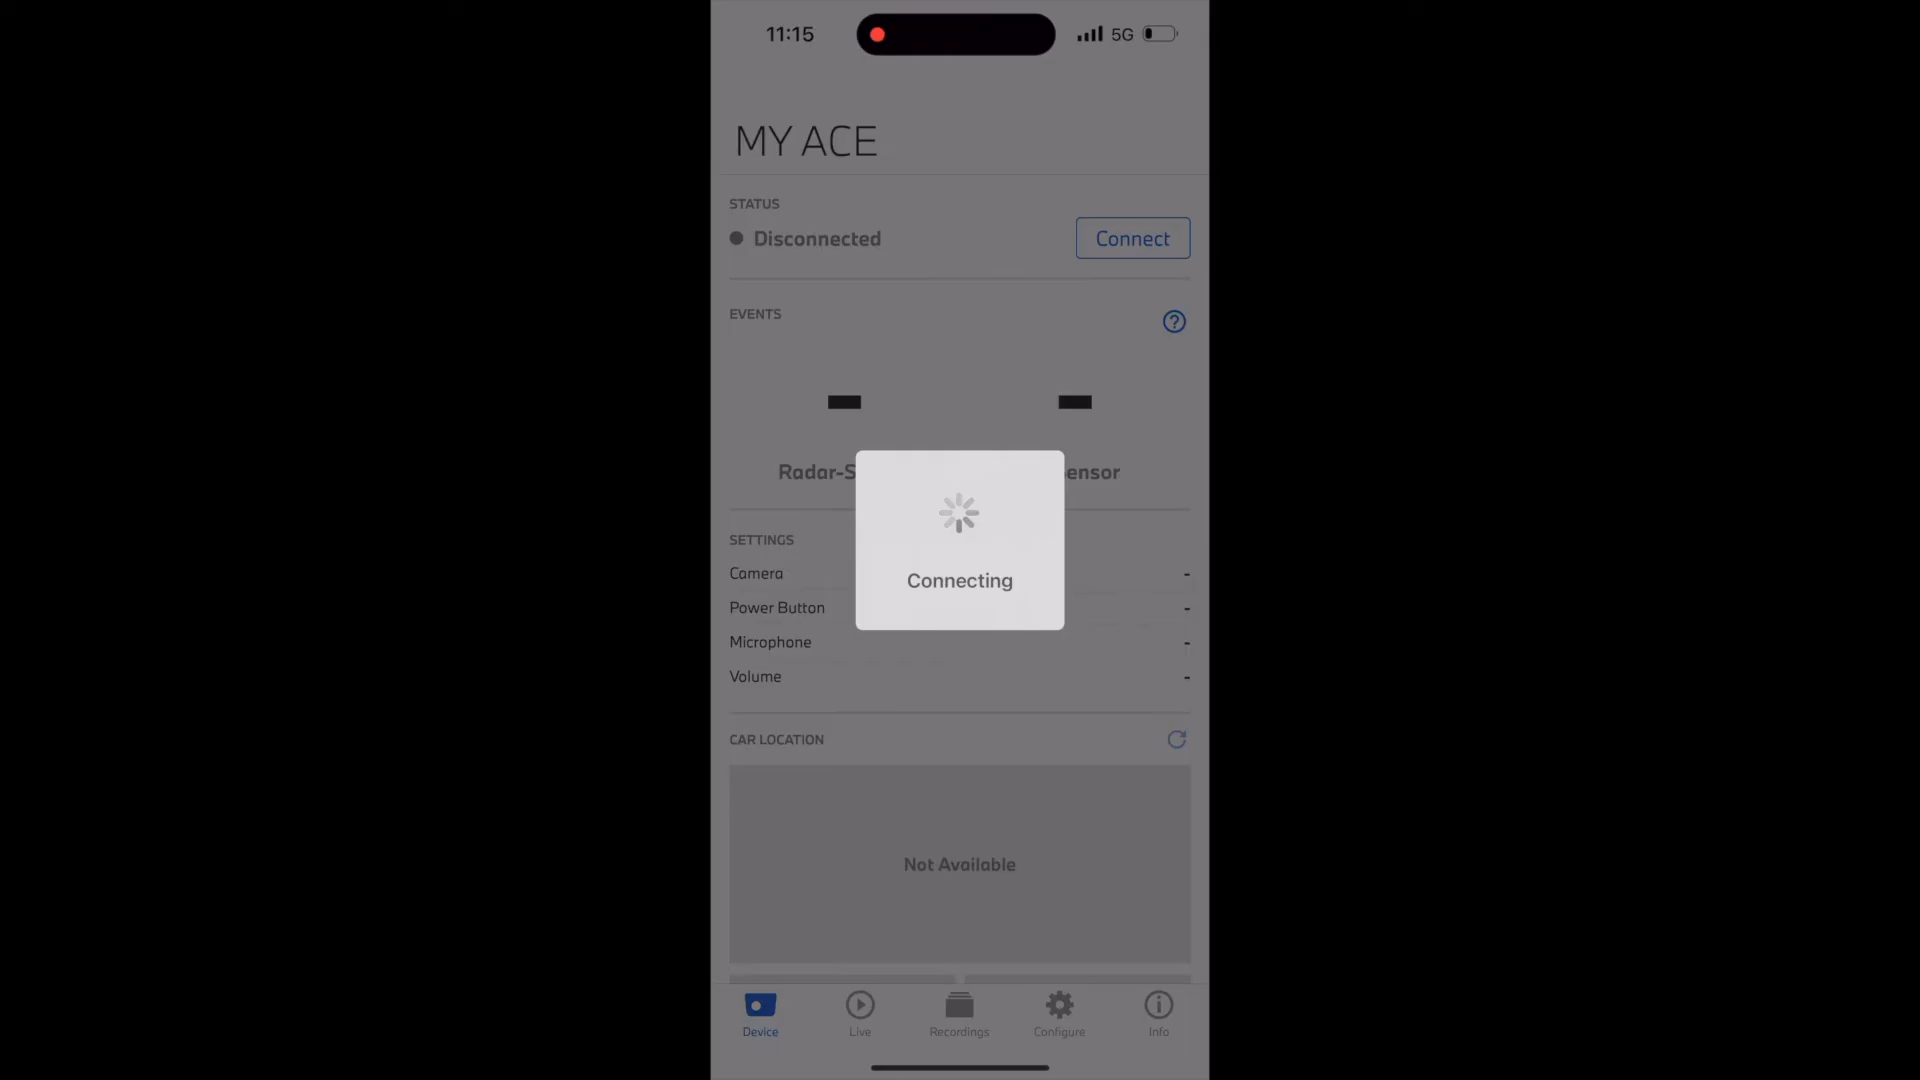 11:15
5G
MY ACE
STATUS
Disconnected
Connect
EVENTS
?
- -
Radar-S ensor
SETTINGS
Camera -
Power Button -
Microphone -
Volume -
Connecting
CAR LOCATION
Not Available
Device Live Recordings Configure Info